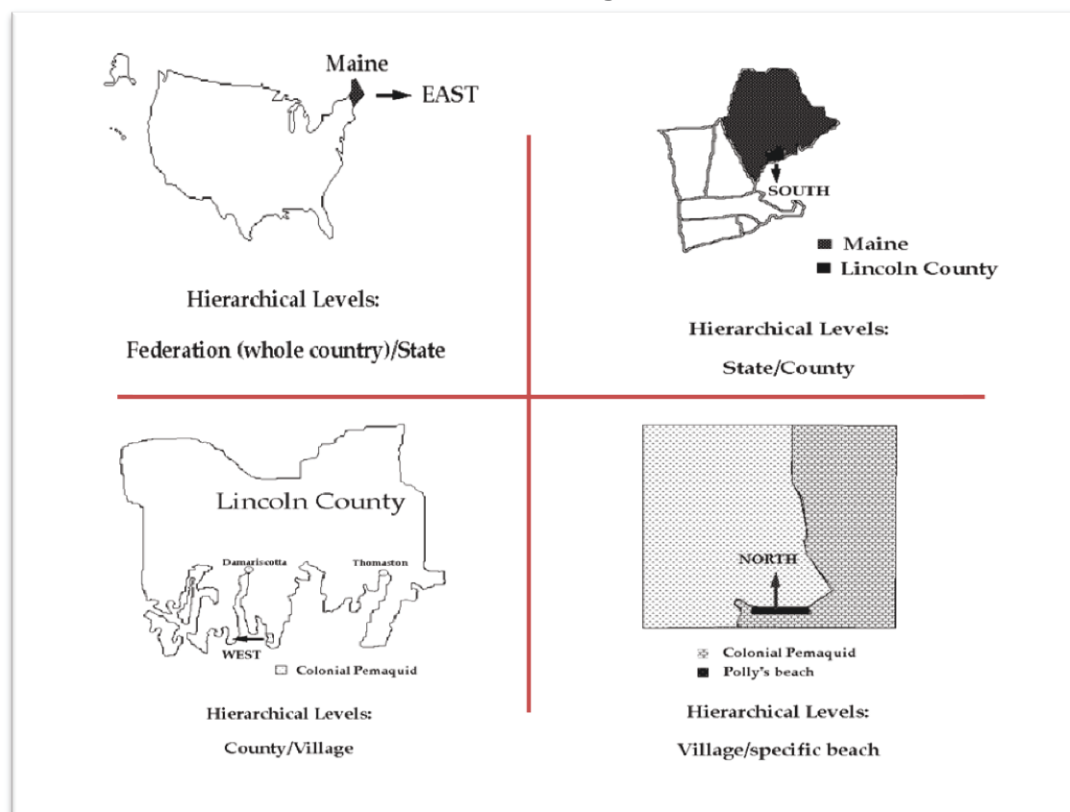 Maine
EAST
Hierarchical Levels:
Federation (whole country)/State
SOUTH
Maine
Lincoln County
Hierarchical Levels:
State/County
Lincoln County
Damariscotta
Thomaston
WEST
Colonial Pemaquid
Hierarchical Levels:
County/Village
NORTH
Colonial Pemaquid
Polly's beach
Hierarchical Levels:
Village/specific beach